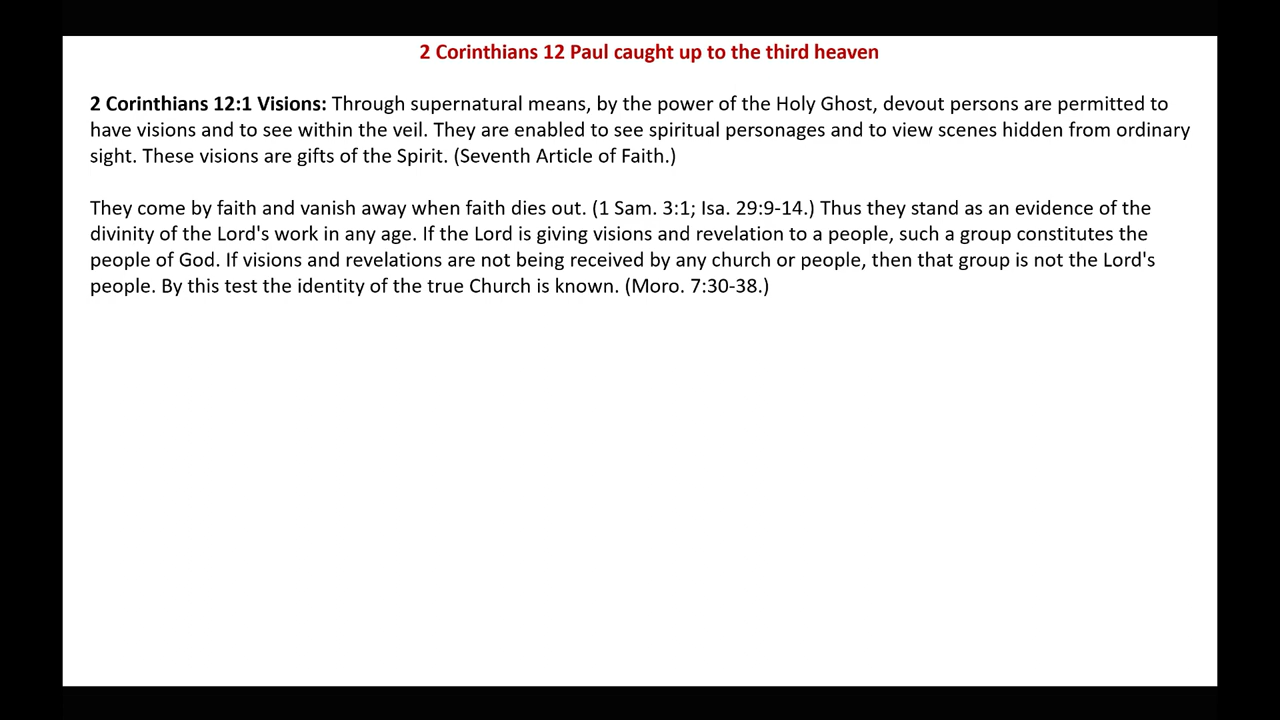 2 Corinthians 12 Paul caught up to the third heaven
2 Corinthians 12:1 Visions: Through supernatural means, by the power of the Holy Ghost, devout persons are permitted to
have visions and to see within the veil. They are enabled to see spiritual personages and to view scenes hidden from ordinary
sight. These visions are gifts of the Spirit. (Seventh Article of Faith.)
They come by faith and vanish away when faith dies out. (1 Sam. 3:1; Isa. 29:9-14.) Thus they stand as an evidence of the
divinity of the Lord's work in any age. If the Lord is giving visions and revelation to a people, such a group constitutes the
people of God. If visions and revelations are not being received by any church or people, then that group is not the Lord's
people. By this test the identity of the true Church is known. (Moro. 7:30-38.)